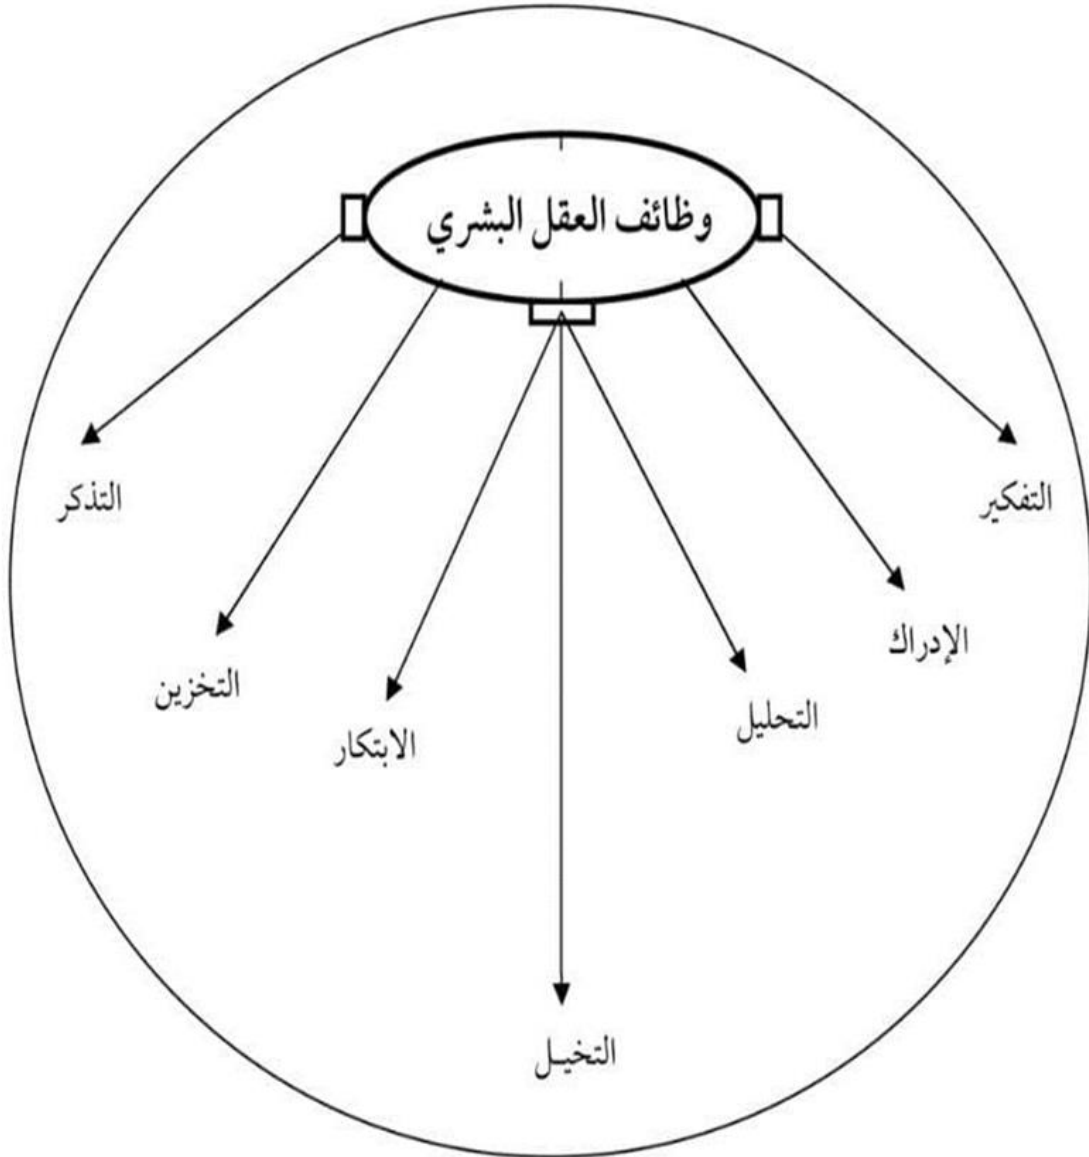 وظائف العقل البشري
التفكير
الإدراك
التحليل
التخيـل
الابتكار
التخزين
التذكر